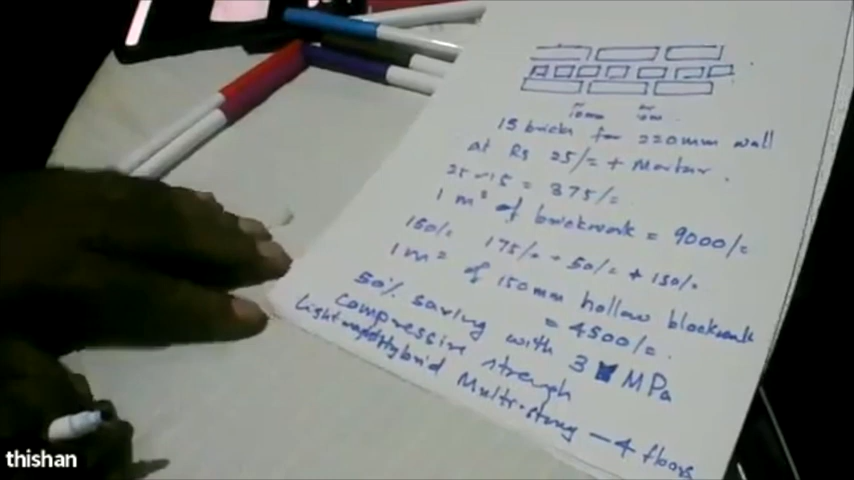 15 bricks for 220mm wall
at Rs 25/= + Mortar.
25 x 15 = 375/=
1 m² of brickwork = 9000/=
150/= 175/= - 50/= + 150/=
1 m² of 150mm hollow blockwork
= 4500/=.
50% saving with 3 MPa
compressive strength
Lightweight Hybrid Multi-storey - 4 floors
thishan